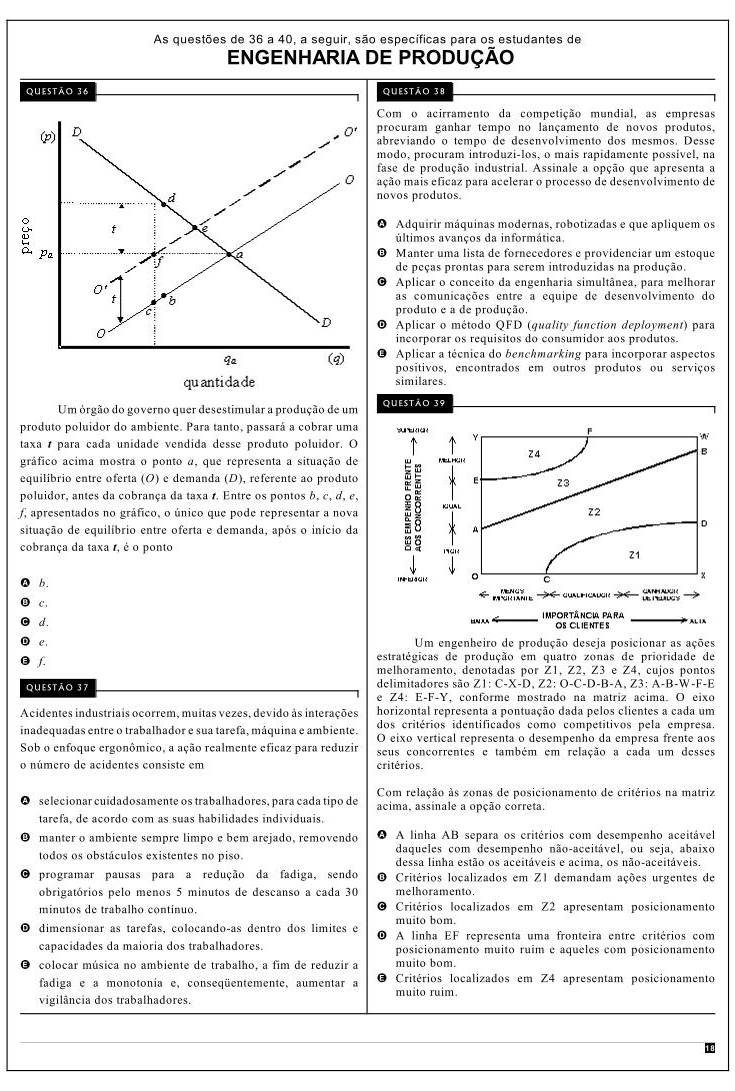 As questões de 36 a 40, a seguir, são específicas para os estudantes de
ENGENHARIA DE PRODUÇÃO
QUESTÃO 36
(p)
D
O'
O
d
t
e
preço
pa
f
a
O'
t
c
b
O
D
qa
(q)
quantidade
Um órgão do governo quer desestimular a produção de um
produto poluidor do ambiente. Para tanto, passará a cobrar uma
taxa t para cada unidade vendida desse produto poluidor. O
gráfico acima mostra o ponto a, que representa a situação de
equilíbrio entre oferta (O) e demanda (D), referente ao produto
poluidor, antes da cobrança da taxa t. Entre os pontos b, c, d, e,
f, apresentados no gráfico, o único que pode representar a nova
situação de equilíbrio entre oferta e demanda, após o início da
cobrança da taxa t, é o ponto
A b.
B c.
C d.
D e.
E f.
QUESTÃO 37
Acidentes industriais ocorrem, muitas vezes, devido às interações
inadequadas entre o trabalhador e sua tarefa, máquina e ambiente.
Sob o enfoque ergonômico, a ação realmente eficaz para reduzir
o número de acidentes consiste em
A selecionar cuidadosamente os trabalhadores, para cada tipo de
tarefa, de acordo com as suas habilidades individuais.
B manter o ambiente sempre limpo e bem arejado, removendo
todos os obstáculos existentes no piso.
C programar pausas para a redução da fadiga, sendo
obrigatórios pelo menos 5 minutos de descanso a cada 30
minutos de trabalho contínuo.
D dimensionar as tarefas, colocando-as dentro dos limites e
capacidades da maioria dos trabalhadores.
E colocar música no ambiente de trabalho, a fim de reduzir a
fadiga e a monotonia e, conseqüentemente, aumentar a
vigilância dos trabalhadores.
QUESTÃO 38
Com o acirramento da competição mundial, as empresas
procuram ganhar tempo no lançamento de novos produtos,
abreviando o tempo de desenvolvimento dos mesmos. Desse
modo, procuram introduzi-los, o mais rapidamente possível, na
fase de produção industrial. Assinale a opção que apresenta a
ação mais eficaz para acelerar o processo de desenvolvimento de
novos produtos.
A Adquirir máquinas modernas, robotizadas e que apliquem os
últimos avanços da informática.
B Manter uma lista de fornecedores e providenciar um estoque
de peças prontas para serem introduzidas na produção.
C Aplicar o conceito da engenharia simultânea, para melhorar
as comunicações entre a equipe de desenvolvimento do
produto e a de produção.
D Aplicar o método QFD (quality function deployment) para
incorporar os requisitos do consumidor aos produtos.
E Aplicar a técnica do benchmarking para incorporar aspectos
positivos, encontrados em outros produtos ou serviços
similares.
QUESTÃO 39
SUPERIOR
Y
F
W
MELHOR
Z4
B
E
Z3
DESEMPENHO FRENTE
AOS CONCORRENTES
IGUAL
Z2
A
D
PIOR
Z1
INFERIOR
O
C
X
MENOS
IMPORTANTE
QUALIFICADOR
GANHADOR
DE PEDIDOS
BAIXA
IMPORTÂNCIA PARA
OS CLIENTES
ALTA
Um engenheiro de produção deseja posicionar as ações
estratégicas de produção em quatro zonas de prioridade de
melhoramento, denotadas por Z1, Z2, Z3 e Z4, cujos pontos
delimitadores são Z1: C-X-D, Z2: O-C-D-B-A, Z3: A-B-W-F-E
e Z4: E-F-Y, conforme mostrado na matriz acima. O eixo
horizontal representa a pontuação dada pelos clientes a cada um
dos critérios identificados como competitivos pela empresa.
O eixo vertical representa o desempenho da empresa frente aos
seus concorrentes e também em relação a cada um desses
critérios.
Com relação às zonas de posicionamento de critérios na matriz
acima, assinale a opção correta.
A A linha AB separa os critérios com desempenho aceitável
daqueles com desempenho não-aceitável, ou seja, abaixo
dessa linha estão os aceitáveis e acima, os não-aceitáveis.
B Critérios localizados em Z1 demandam ações urgentes de
melhoramento.
C Critérios localizados em Z2 apresentam posicionamento
muito bom.
D A linha EF representa uma fronteira entre critérios com
posicionamento muito ruim e aqueles com posicionamento
muito bom.
E Critérios localizados em Z4 apresentam posicionamento
muito ruim.
18